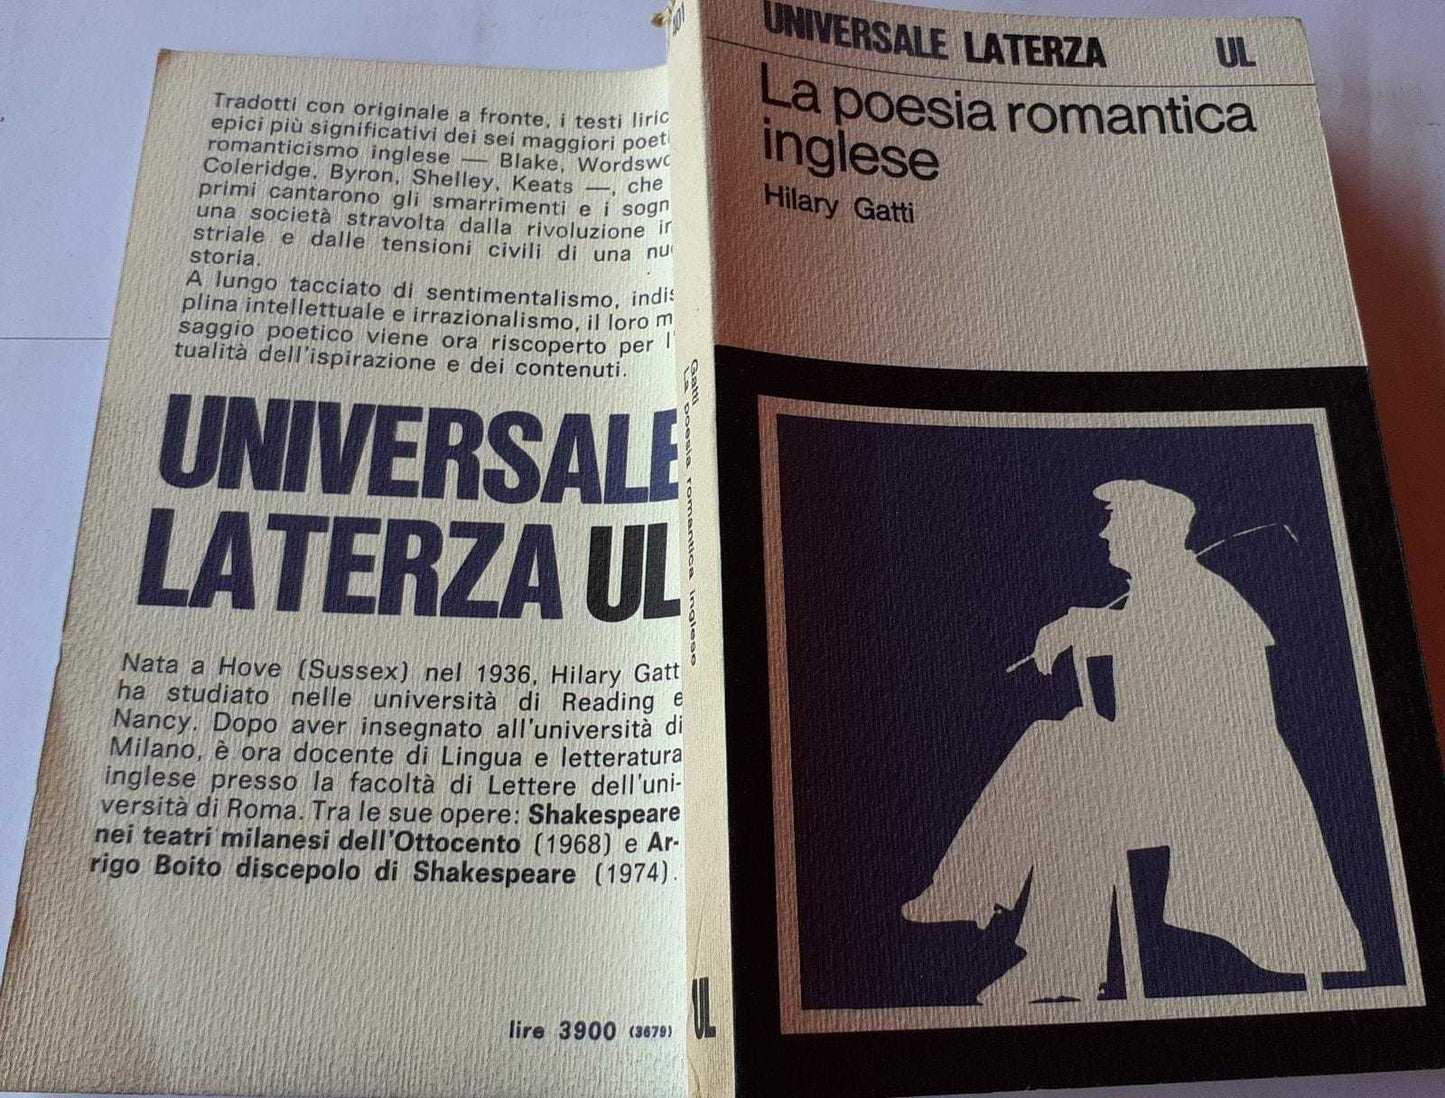 Tradotti con originale a fronte, i testi liric
epici più significativi dei sei maggiori poeti
romanticismo inglese — Blake, Wordswo
Coleridge, Byron, Shelley, Keats —, che
primi cantarono gli smarrimenti e i sogn
una società stravolta dalla rivoluzione in
striale e dalle tensioni civili di una nuo
storia.
A lungo tacciato di sentimentalismo, indis
plina intellettuale e irrazionalismo, il loro m
saggio poetico viene ora riscoperto per l'
tualità dell'ispirazione e dei contenuti.
UNIVERSALE
LATERZA UL
Nata a Hove (Sussex) nel 1936, Hilary Gatt
ha studiato nelle università di Reading e
Nancy. Dopo aver insegnato all'università di
Milano, è ora docente di Lingua e letteratura
inglese presso la facoltà di Lettere dell'uni-
versità di Roma. Tra le sue opere: Shakespeare
nei teatri milanesi dell'Ottocento (1968) e Ar-
rigo Boito discepolo di Shakespeare (1974).
lire 3900 (3679)
Gatti
La poesia romantica inglese
UL
UNIVERSALE LATERZA UL
La poesia romantica
inglese
Hilary Gatti